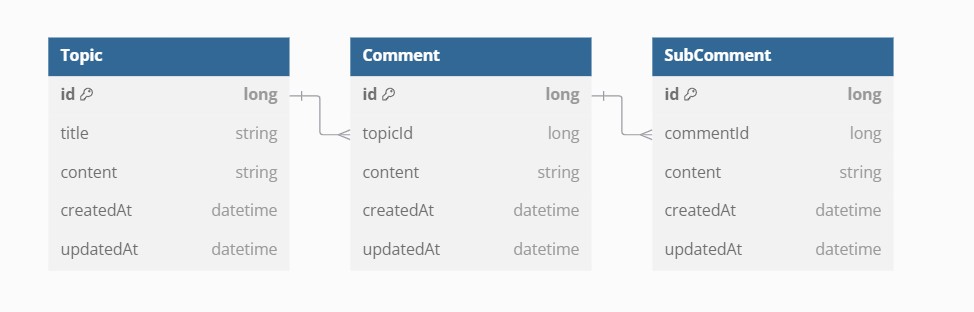 Topic
id long
title string
content string
createdAt datetime
updatedAt datetime
Comment
id long
topicId long
content string
createdAt datetime
updatedAt datetime
SubComment
id long
commentId long
content string
createdAt datetime
updatedAt datetime